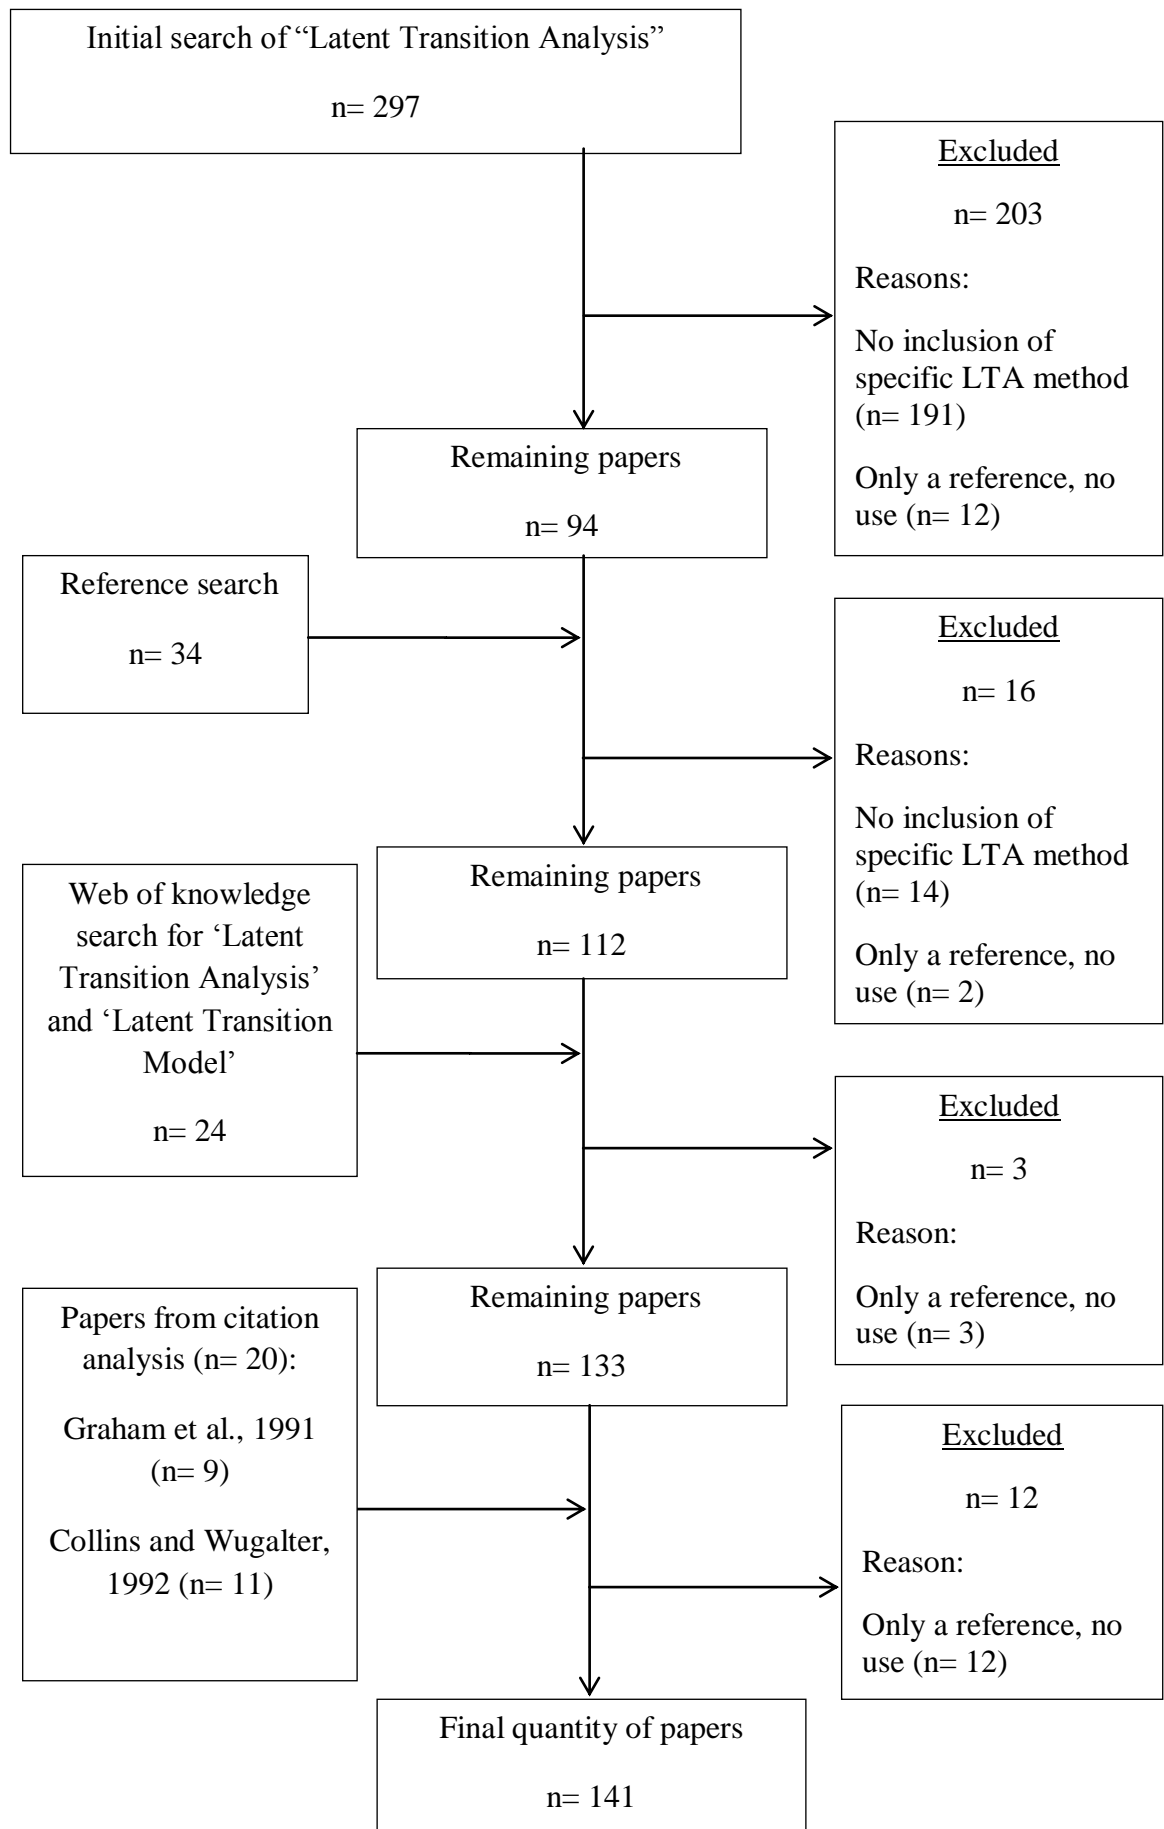 Initial search of “Latent Transition Analysis”
n= 297
Excluded
n= 203
Reasons:
No inclusion of
specific LTA method
(n= 191)
Only a reference, no
use (n= 12)
Remaining papers
n= 94
Reference search
n= 34
Excluded
n= 16
Reasons:
No inclusion of
specific LTA method
(n= 14)
Only a reference, no
use (n= 2)
Remaining papers
n= 112
Web of knowledge
search for ‘Latent
Transition Analysis’
and ‘Latent Transition
Model’
n= 24
Excluded
n= 3
Reason:
Only a reference, no
use (n= 3)
Remaining papers
n= 133
Papers from citation
analysis (n= 20):
Graham et al., 1991
(n= 9)
Collins and Wugalter,
1992 (n= 11)
Excluded
n= 12
Reason:
Only a reference, no
use (n= 12)
Final quantity of papers
n= 141